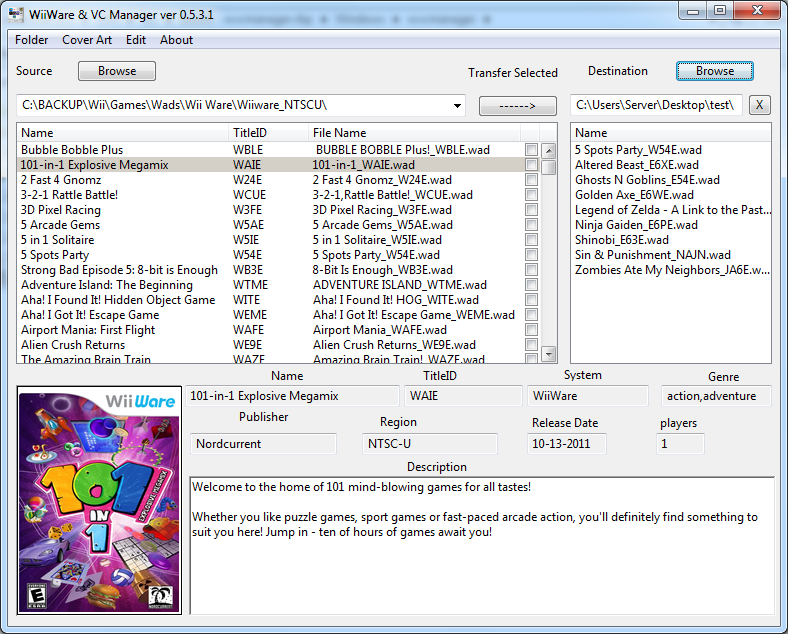 WiiWare & VC Manager ver 0.5.3.1
Folder Cover Art Edit About
Source Browse Transfer Selected Destination Browse
C:\BACKUP\Wii\Games\Wads\Wii Ware\Wiiware_NTSCU\ ------> C:\Users\Server\Desktop\test\ X
Name TitleID File Name
Bubble Bobble Plus WBLE BUBBLE BOBBLE Plus!_WBLE.wad
101-in-1 Explosive Megamix WAIE 101-in-1_WAIE.wad
2 Fast 4 Gnomz W24E 2 Fast 4 Gnomz_W24E.wad
3-2-1 Rattle Battle! WCUE 3-2-1,Rattle Battle!_WCUE.wad
3D Pixel Racing W3FE 3D Pixel Racing_W3FE.wad
5 Arcade Gems W5AE 5 Arcade Gems_W5AE.wad
5 in 1 Solitaire W5IE 5 in 1 Solitaire_W5IE.wad
5 Spots Party W54E 5 Spots Party_W54E.wad
Strong Bad Episode 5: 8-bit is Enough WB3E 8-Bit Is Enough_WB3E.wad
Adventure Island: The Beginning WTME ADVENTURE ISLAND_WTME.wad
Aha! I Found It! Hidden Object Game WITE Aha! I Found It! HOG_WITE.wad
Aha! I Got It! Escape Game WEME Aha! I Got It! Escape Game_WEME.wad
Airport Mania: First Flight WAFE Airport Mania_WAFE.wad
Alien Crush Returns WE9E Alien Crush Returns_WE9E.wad
The Amazing Brain Train WAZE Amazing Brain Train!_WAZE.wad
Name
5 Spots Party_W54E.wad
Altered Beast_E6XE.wad
Ghosts N Goblins_E54E.wad
Golden Axe_E6WE.wad
Legend of Zelda - A Link to the Past...
Ninja Gaiden_E6PE.wad
Shinobi_E63E.wad
Sin & Punishment_NAJN.wad
Zombies Ate My Neighbors_JA6E.w...
Name TitleID System Genre
101-in-1 Explosive Megamix WAIE WiiWare action,adventure
Publisher Region Release Date players
Nordcurrent NTSC-U 10-13-2011 1
Description
Welcome to the home of 101 mind-blowing games for all tastes!
Whether you like puzzle games, sport games or fast-paced arcade action, you'll definitely find something to
suit you here! Jump in - ten of hours of games await you!
WiiWare
101
IN
1
EXPLOSIVE MEGAMIX
EVERYONE
E
ESRB
NORDCURRENT